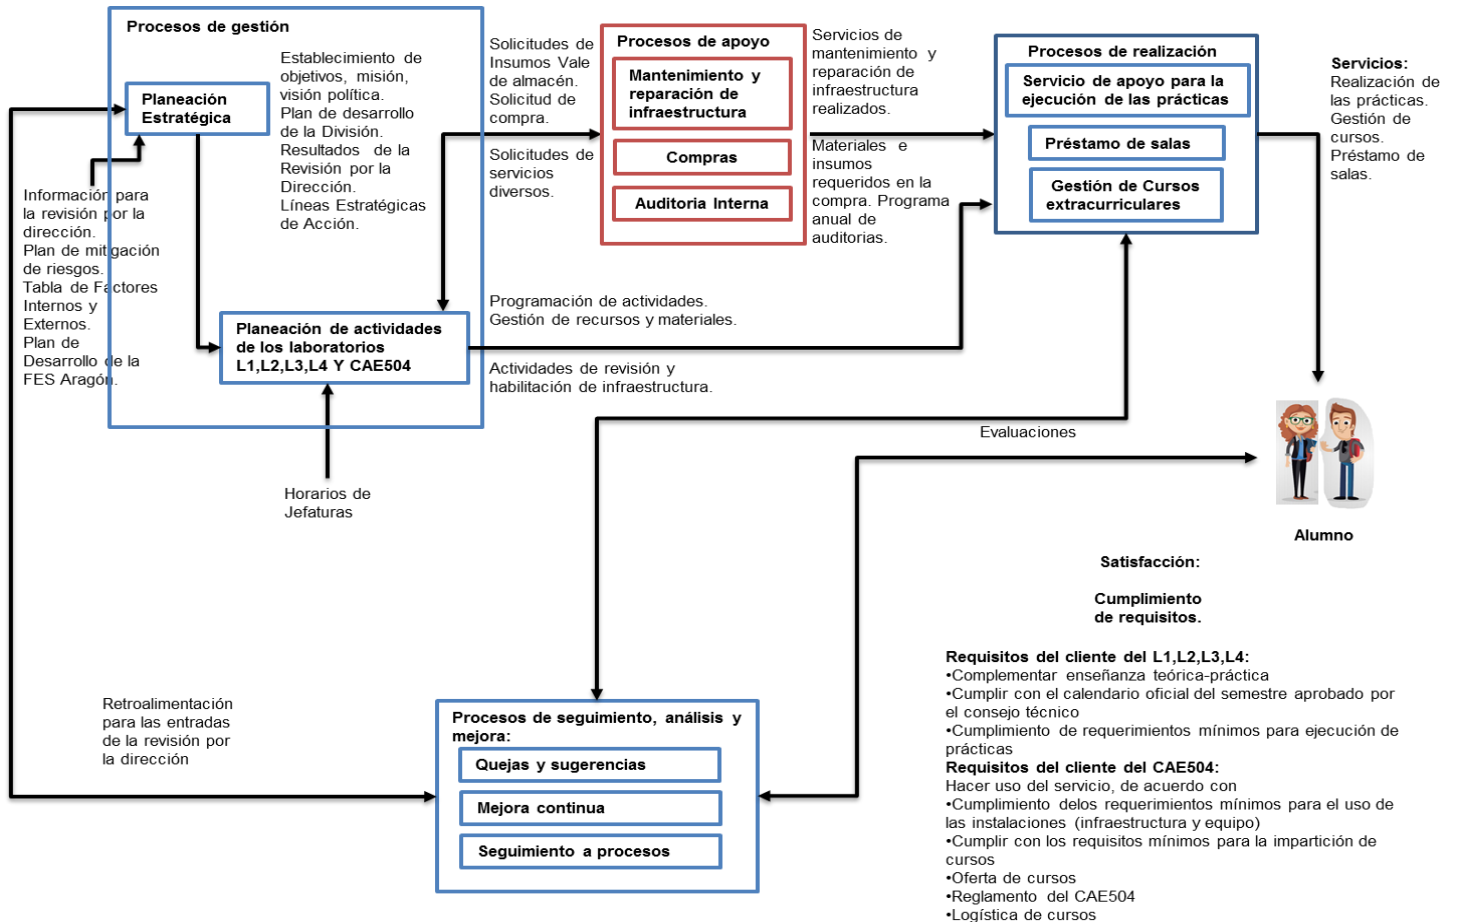 Procesos de gestión
Planeación
Estratégica
Establecimiento de
objetivos, misión,
visión política.
Plan de desarrollo
de la División.
Resultados de la
Revisión por la
Dirección.
Líneas Estratégicas
de Acción.
Información para
la revisión por la
dirección.
Plan de mitigación
de riesgos.
Tabla de Factores
Internos y
Externos.
Plan de
Desarrollo de la
FES Aragón.
Planeación de actividades
de los laboratorios
L1,L2,L3,L4 Y CAE504
Horarios de
Jefaturas
Solicitudes de
Insumos Vale
de almacén.
Solicitud de
compra.
Solicitudes de
servicios
diversos.
Procesos de apoyo
Mantenimiento y
reparación de
infraestructura
Compras
Auditoria Interna
Servicios de
mantenimiento y
reparación de
infraestructura
realizados.
Materiales e
insumos
requeridos en la
compra. Programa
anual de
auditorias.
Procesos de realización
Servicio de apoyo para la
ejecución de las prácticas
Préstamo de salas
Gestión de Cursos
extracurriculares
Servicios:
Realización de
las prácticas.
Gestión de
cursos.
Préstamo de
salas.
Programación de actividades.
Gestión de recursos y materiales.
Actividades de revisión y
habilitación de infraestructura.
Evaluaciones
Alumno
Satisfacción:
Cumplimiento
de requisitos.
Requisitos del cliente del L1,L2,L3,L4:
•Complementar enseñanza teórica-práctica
•Cumplir con el calendario oficial del semestre aprobado por
el consejo técnico
•Cumplimiento de requerimientos mínimos para ejecución de
prácticas
Requisitos del cliente del CAE504:
Hacer uso del servicio, de acuerdo con
•Cumplimiento delos requerimientos mínimos para el uso de
las instalaciones (infraestructura y equipo)
•Cumplir con los requisitos mínimos para la impartición de
cursos
•Oferta de cursos
•Reglamento del CAE504
•Logística de cursos
Retroalimentación
para las entradas
de la revisión por
la dirección
Procesos de seguimiento, análisis y
mejora:
Quejas y sugerencias
Mejora continua
Seguimiento a procesos